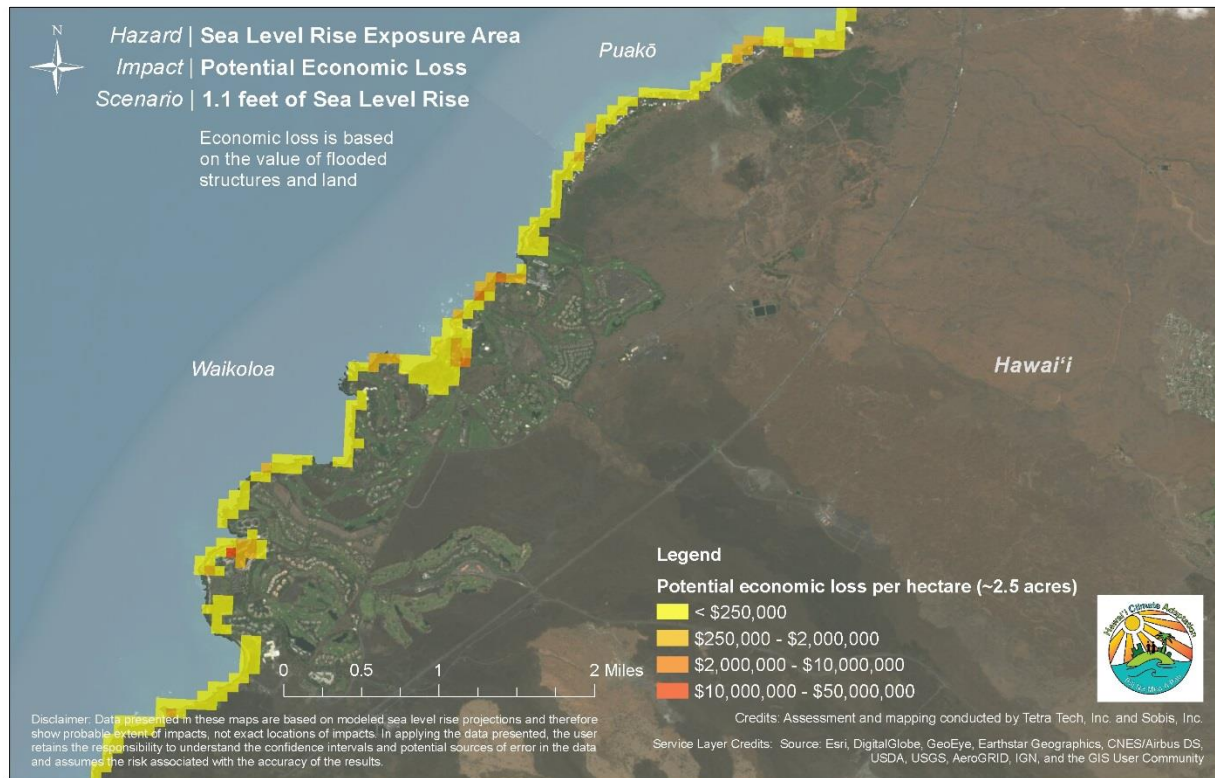 N
Hazard | Sea Level Rise Exposure Area
Impact | Potential Economic Loss
Scenario | 1.1 feet of Sea Level Rise
Economic loss is based
on the value of flooded
structures and land
Puakō
Waikoloa
Hawai‘i
Legend
Potential economic loss per hectare (~2.5 acres)
< $250,000
$250,000 - $2,000,000
$2,000,000 - $10,000,000
$10,000,000 - $50,000,000
0 0.5 1 2 Miles
Hawai‘i Climate Adaptation
Disclaimer: Data presented in these maps are based on modeled sea level rise projections and therefore
show probable extent of impacts, not exact locations of impacts. In applying the data presented, the user
retains the responsibility to understand the confidence intervals and potential sources of error in the data
and assumes the risk associated with the accuracy of the results.
Credits: Assessment and mapping conducted by Tetra Tech, Inc. and Sobis, Inc.
Service Layer Credits: Source: Esri, DigitalGlobe, GeoEye, Earthstar Geographics, CNES/Airbus DS,
USDA, USGS, AeroGRID, IGN, and the GIS User Community